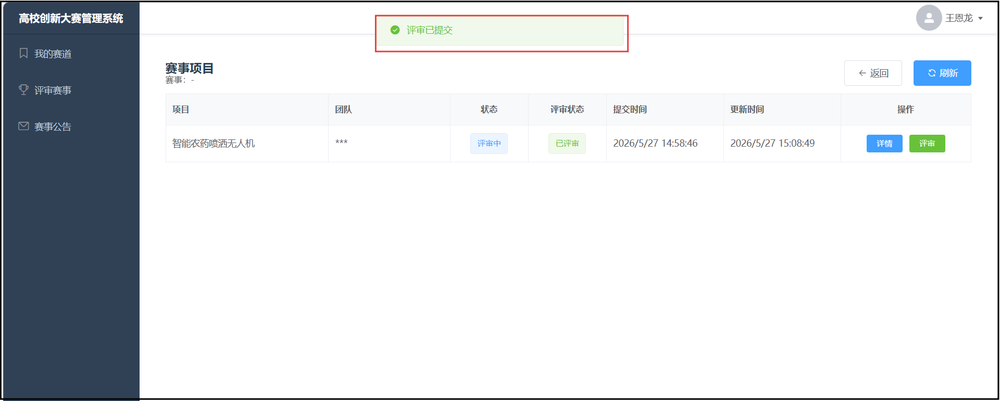 高校创新大赛管理系统
评审已提交
王恩龙
我的赛道
评审赛事
赛事公告
赛事项目
赛事：-
返回
刷新
项目 团队 状态 评审状态 提交时间 更新时间 操作
智能农药喷洒无人机 *** 评审中 已评审 2026/5/27 14:58:46 2026/5/27 15:08:49 详情 评审